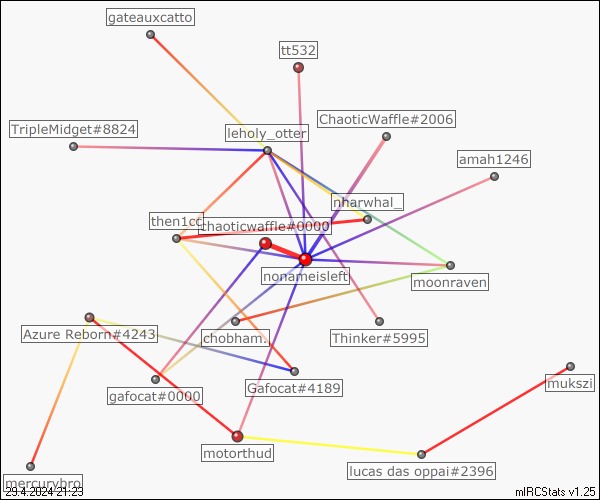 gateauxcatto
tt532
ChaoticWaffle#2006
TripleMidget#8824
leholy_otter
amah1246
nharwhal_
then1cc
chaoticwaffle#0000
nonameisleft
moonraven
Azure Reborn#4243
chobham.
Thinker#5995
Gafocat#4189
gafocat#0000
mukszi
motorthud
lucas das oppai#2396
mercurybro
29.4.2024 21:23
mIRCStats v1.25